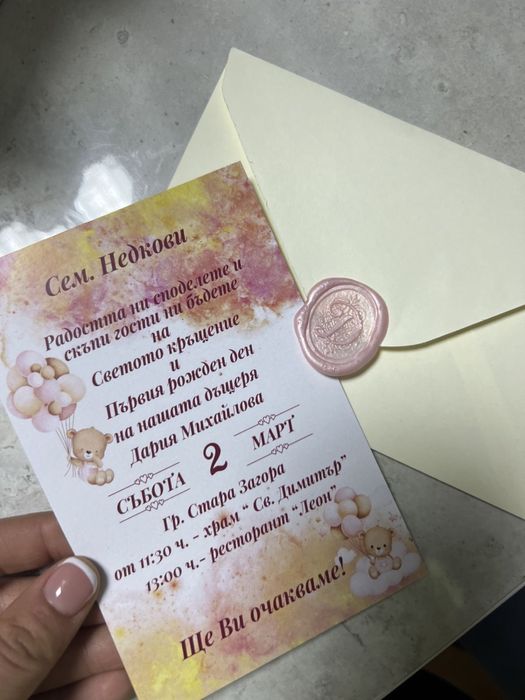 Сем. Недкови
Радостта ни споделете и
скъпи гости ни бъдете
на
Светото кръщение
и
Първия рожден ден
на нашата дъщеря
Дария Михайлова
СЪБОТА 2 МАРТ
Гр. Стара Загора
от 11:30 ч. - храм “ Св. Димитър”
13:00 ч.- ресторант “Леон”
Ще Ви очакваме!